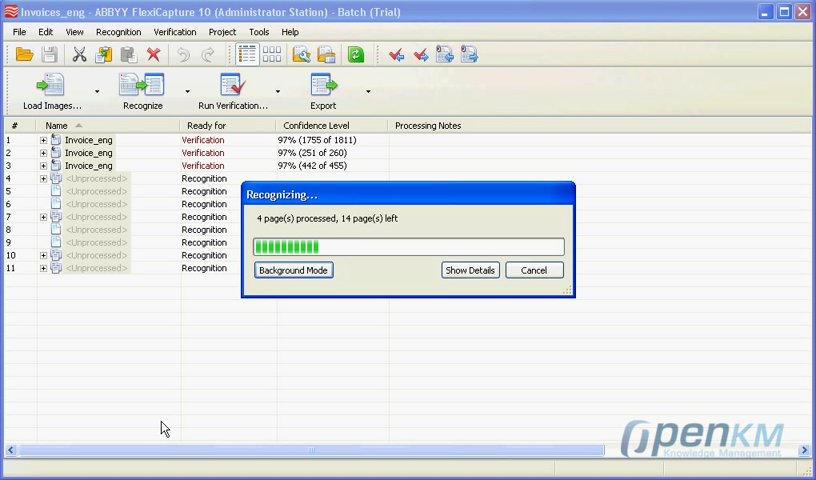 Invoices_eng - ABBYY FlexiCapture 10 (Administrator Station) - Batch (Trial)
File Edit View Recognition Verification Project Tools Help
Load Images... Recognize Run Verification... Export
# Name Ready for Confidence Level Processing Notes
1 Invoice_eng Verification 97% (1755 of 1811)
2 Invoice_eng Verification 97% (251 of 260)
3 Invoice_eng Verification 97% (442 of 455)
4 <Unprocessed> Recognition
5 <Unprocessed> Recognition
6 <Unprocessed> Recognition
7 <Unprocessed> Recognition
8 <Unprocessed> Recognition
9 <Unprocessed> Recognition
10 <Unprocessed> Recognition
11 <Unprocessed> Recognition
Recognizing...
4 page(s) processed, 14 page(s) left
Background Mode Show Details Cancel
OpenKM
Knowledge Management